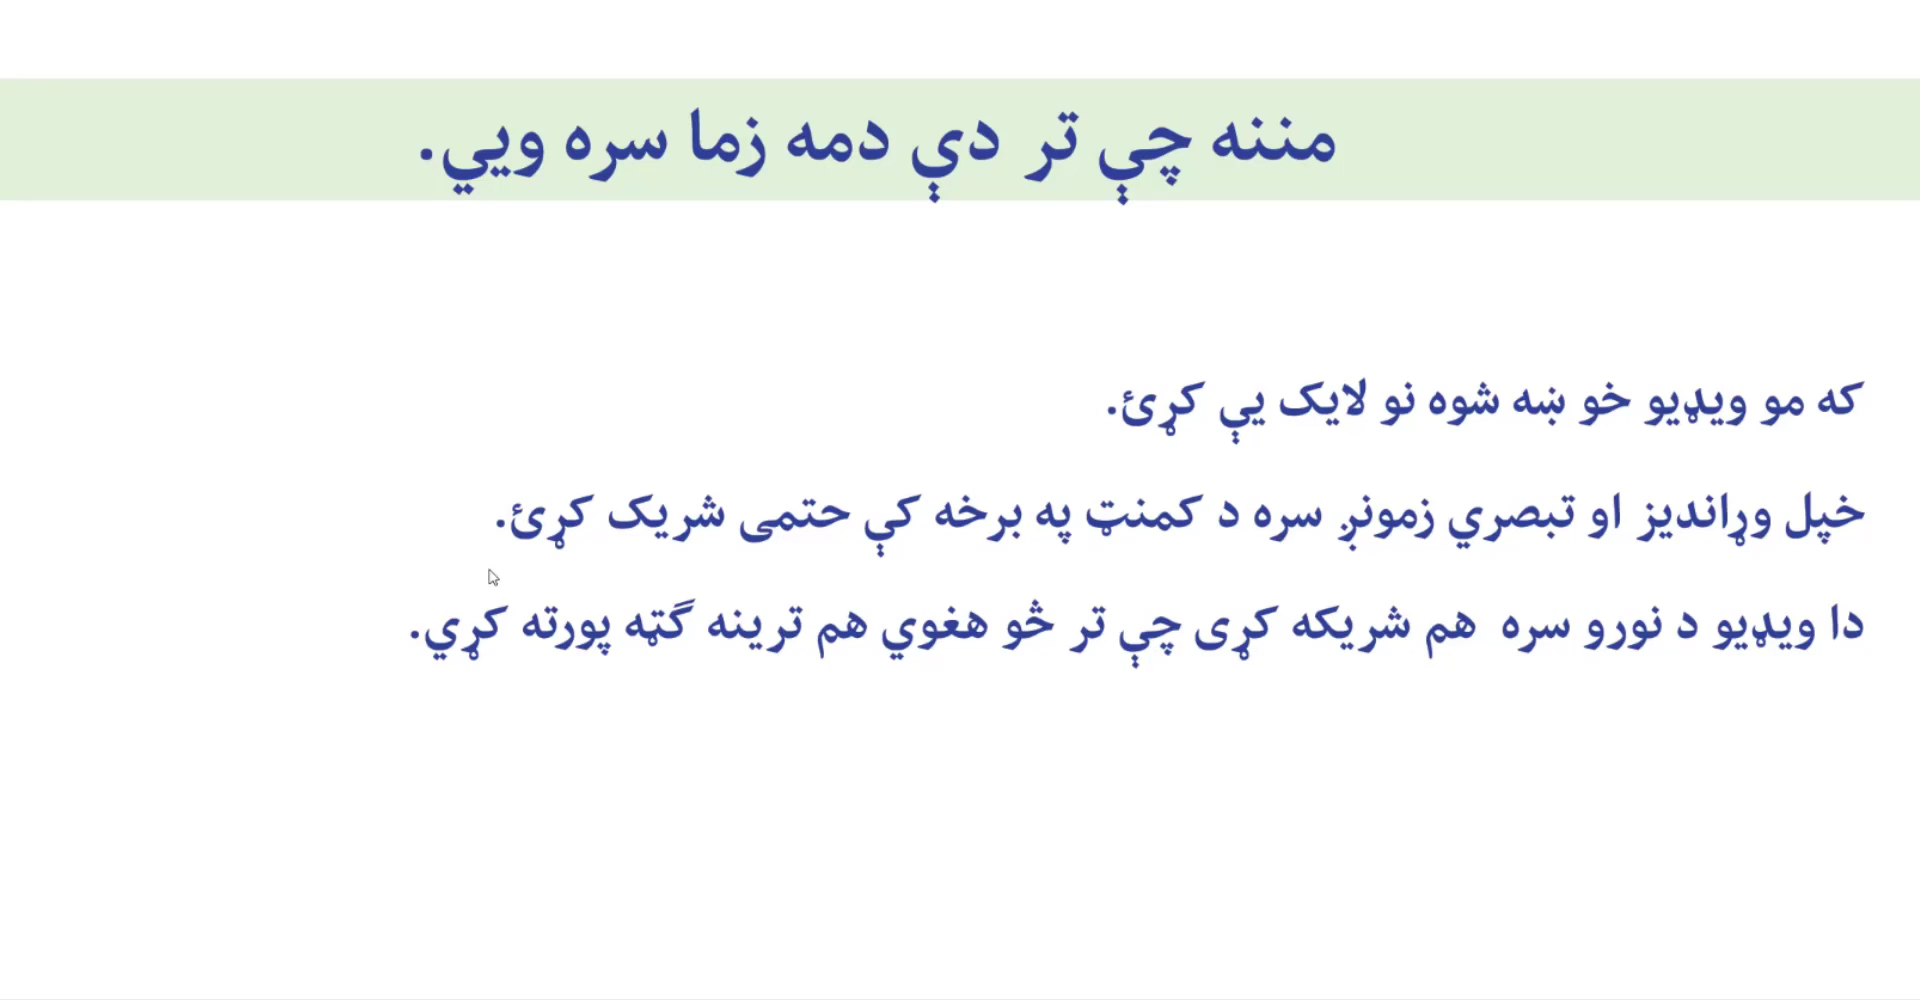 مننه چې تر دې دمه زما سره ويي.
که مو ویډیو خو ښه شوه نو لایک یې کړئ.
خپل وړاندیز او تبصرې زمونږ سره د کمنټ په برخه کې حتمی شریک کړئ.
دا ویډیو د نورو سره هم شریکه کړی چې تر څو هغوي هم ترینه ګټه پورته کړي.